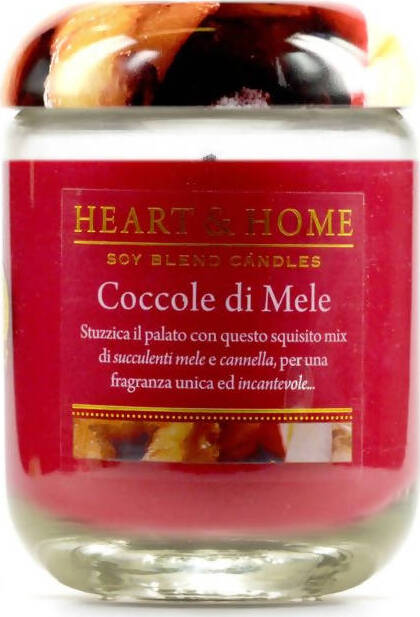 HEART & HOME
SOY BLEND CANDLES
Coccole di Mele
Stuzzica il palato con questo squisito mix
di succulenti mele e cannella, per una
fragranza unica ed incantevole...